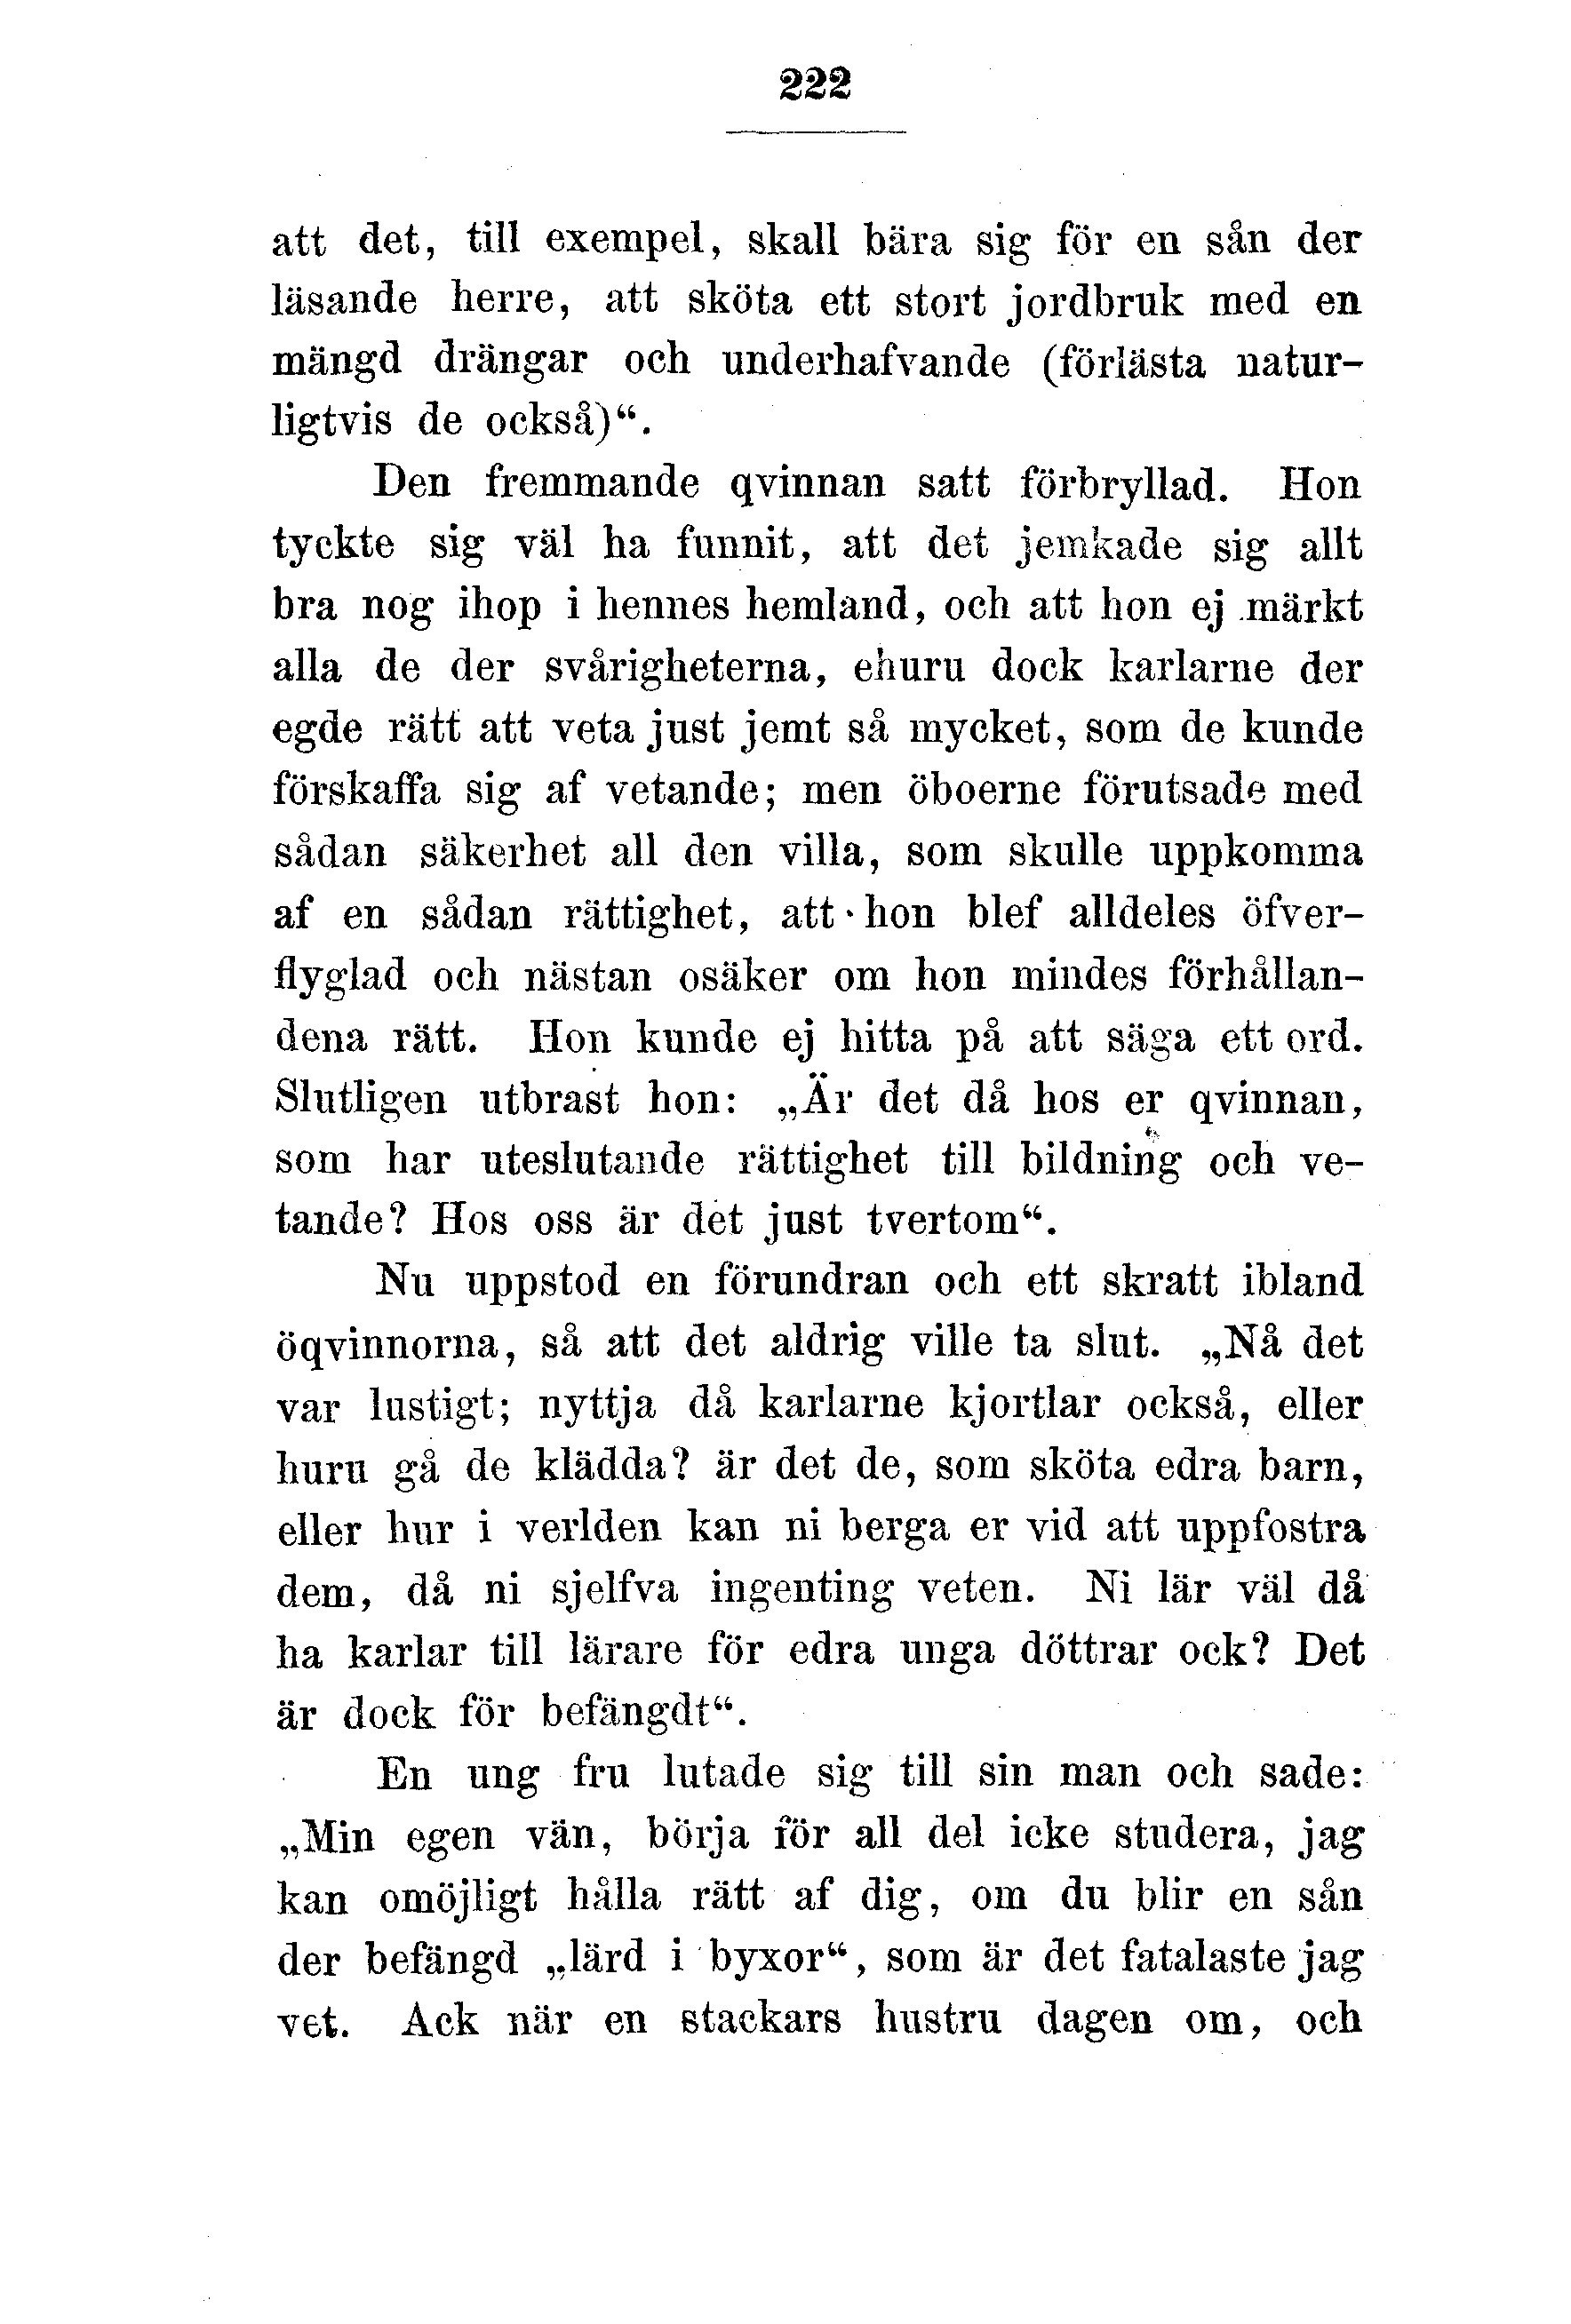 222
att det, till exempel, skall bära sig för en sån der
läsande herre, att sköta ett stort jordbruk med en
mängd drängar och underhafvande (förlästa natur-
ligtvis de också)“.
Den fremmande qvinnan satt förbryllad. Hon
tyckte sig väl ha funnit, att det jemkade sig allt
bra nog ihop i hennes hemland, och att hon ej märkt
alla de der svårigheterna, ehuru dock karlarne der
egde rätt att veta just jemt så mycket, som de kunde
förskaffa sig af vetande; men öboerne förutsade med
sådan säkerhet all den villa, som skulle uppkomma
af en sådan rättighet, att hon blef alldeles öfver-
flyglad och nästan osäker om hon mindes förhållan-
dena rätt. Hon kunde ej hitta på att säga ett ord.
Slutligen utbrast hon: „Är det då hos er qvinnan,
som har uteslutande rättighet till bildning och ve-
tande? Hos oss är det just tvertom“.
Nu uppstod en förundran och ett skratt ibland
öqvinnorna, så att det aldrig ville ta slut. „Nå det
var lustigt; nyttja då karlarne kjortlar också, eller
huru gå de klädda? är det de, som sköta edra barn,
eller hur i verlden kan ni berga er vid att uppfostra
dem, då ni sjelfva ingenting veten. Ni lär väl då
ha karlar till lärare för edra unga döttrar ock? Det
är dock för befängdt“.
En ung fru lutade sig till sin man och sade:
„Min egen vän, börja för all del icke studera, jag
kan omöjligt hålla rätt af dig, om du blir en sån
der befängd „lärd i byxor“, som är det fatalaste jag
vet. Ack när en stackars hustru dagen om, och